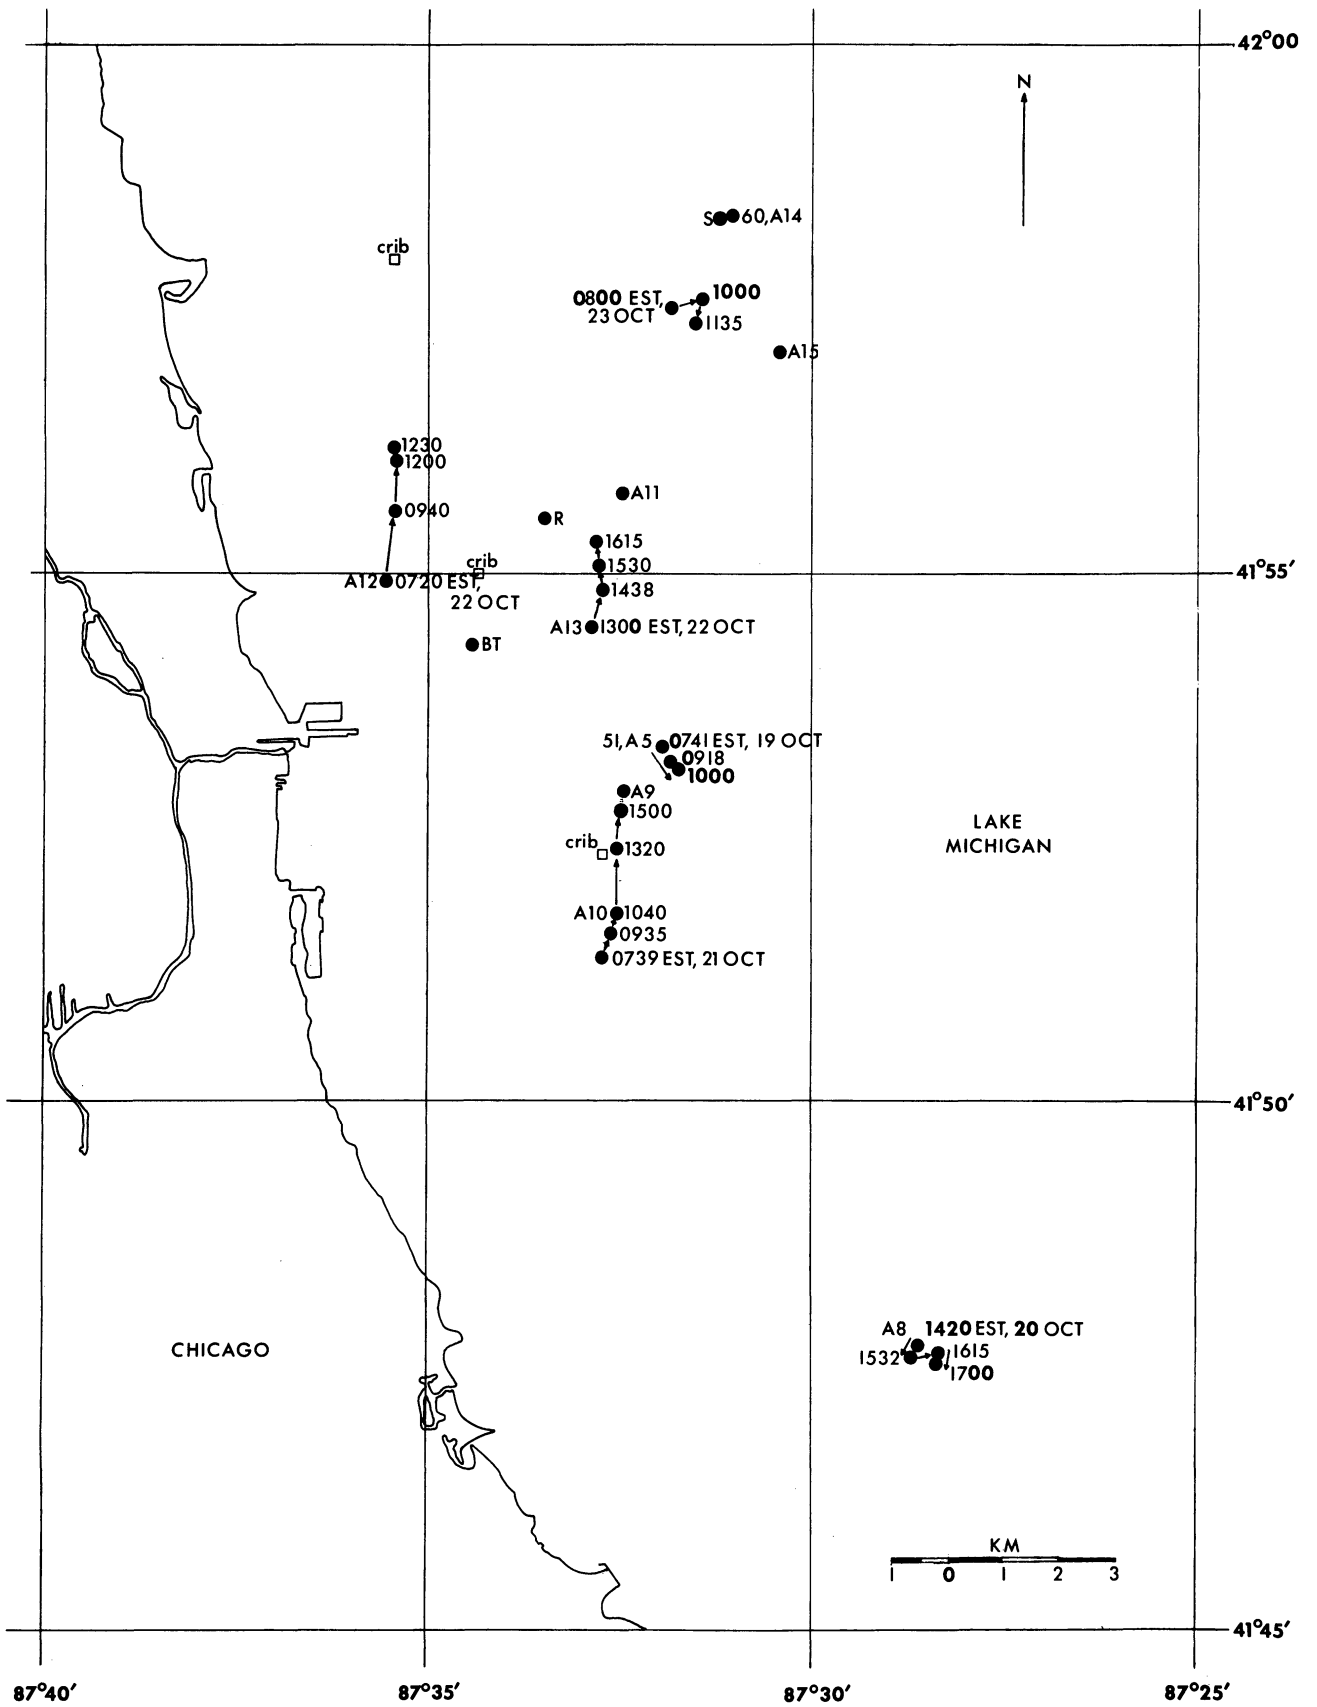 42°00
N
S 60,A14
crib
0800 EST,
23 OCT
1000
1135
A15
1230
1200
0940
A11
R
1615
1530
crib
41°55′
A12 0720 EST,
22 OCT
1438
A13 1300 EST, 22 OCT
BT
51,A5 0741 EST, 19 OCT
0918
1000
A9
1500
crib
1320
LAKE
MICHIGAN
A10 1040
0935
0739 EST, 21 OCT
41°50′
CHICAGO
A8 1420 EST, 20 OCT
1532
1615
1700
KM
1 0 1 2 3
41°45′
87°40′ 87°35′ 87°30′ 87°25′